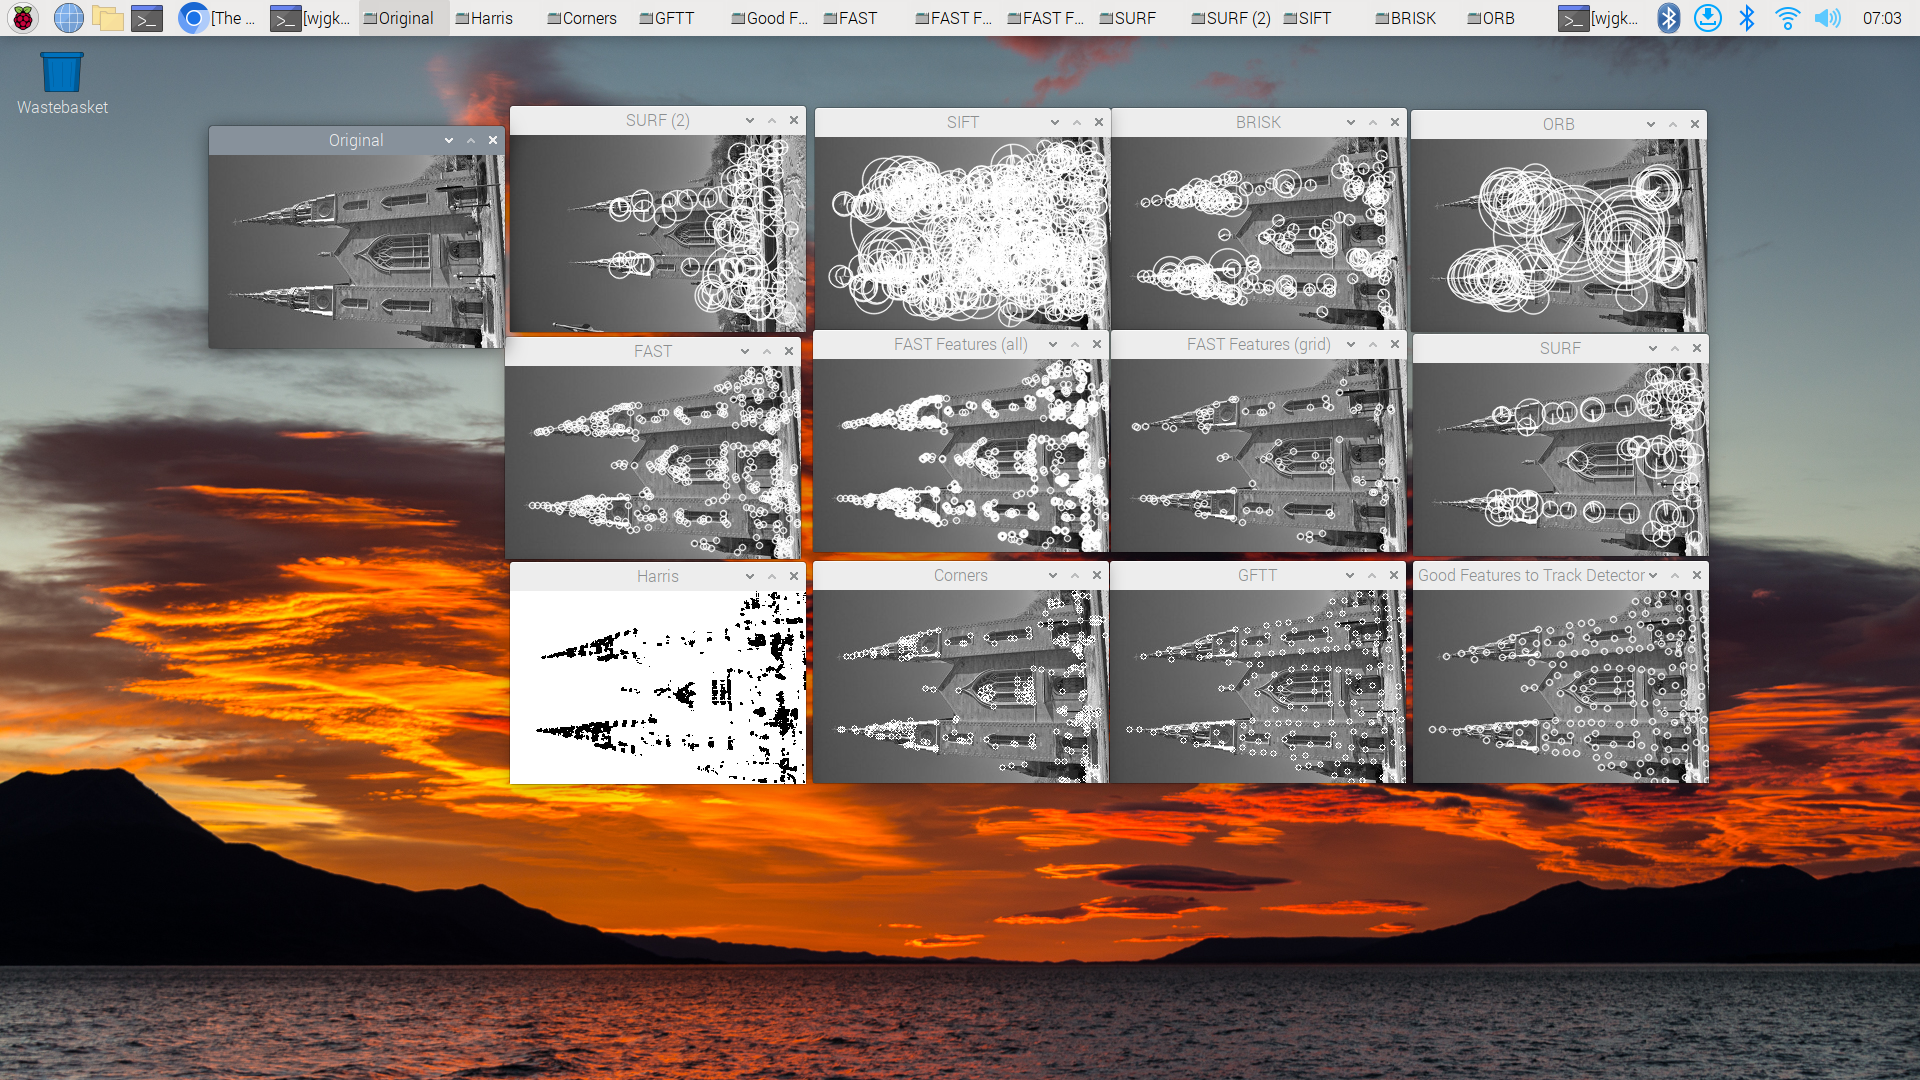 [The ...
[wjgk...
Original
Harris
Corners
GFTT
Good F...
FAST
FAST F...
FAST F...
SURF
SURF (2)
SIFT
BRISK
ORB
[wjgk...
07:03
Wastebasket
Original
SURF (2)
SIFT
BRISK
ORB
FAST
FAST Features (all)
FAST Features (grid)
SURF
Harris
Corners
GFTT
Good Features to Track Detector